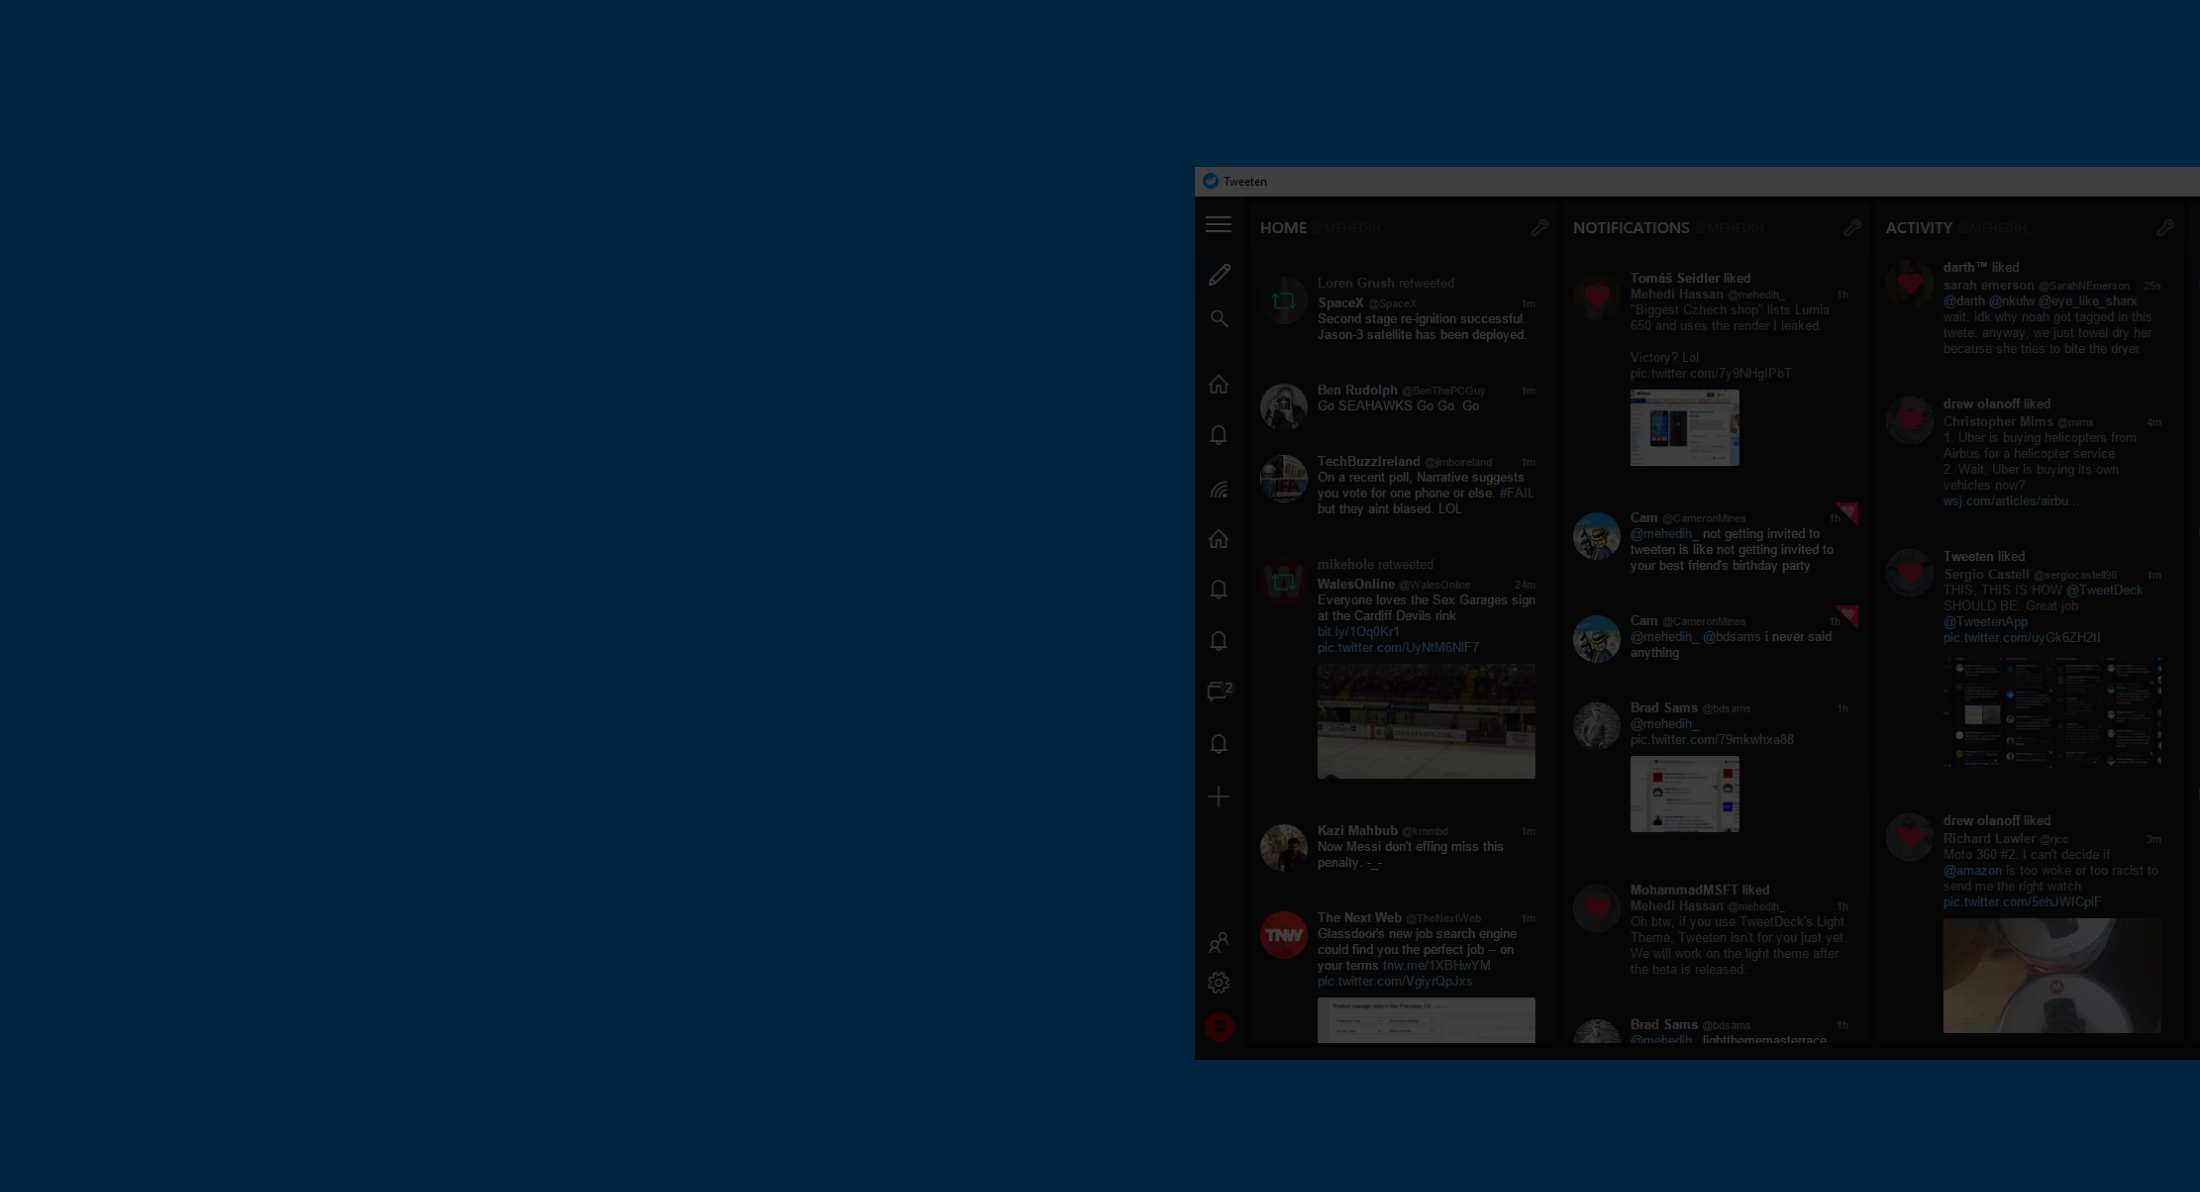 Tweeten
HOME @MEHEDIH_
Loren Grush retweeted
SpaceX @SpaceX 1m
Second stage re-ignition successful.
Jason-3 satellite has been deployed.
Ben Rudolph @BenThePCGuy 1m
Go SEAHAWKS Go Go  Go
TechBuzzIreland @jimboireland 1m
On a recent poll, Narrative suggests
you vote for one phone or else. #FAIL
but they aint biased. LOL
mikehole retweeted
WalesOnline @WalesOnline 24m
Everyone loves the Sex Garages sign
at the Cardiff Devils rink
bit.ly/1Oq0Kr1
pic.twitter.com/UyNtM6NlF7
Kazi Mahbub @kmmbd 1m
Now Messi don't effing miss this
penalty. -_-
The Next Web @TheNextWeb 1m
TNW
Glassdoor's new job search engine
could find you the perfect job – on
your terms tnw.me/1XBHwYM
pic.twitter.com/VgiyrQpJxs
2
NOTIFICATIONS @MEHEDIH_
Tomáš Seidler liked
Mehedi Hassan @mehedih_ 1h
"Biggest Czhech shop" lists Lumia
650 and uses the render I leaked.
Victory? Lol
pic.twitter.com/7y9NHglPbT
Cam @CameronMines 1h
@mehedih_ not getting invited to
tweeten is like not getting invited to
your best friend's birthday party
Cam @CameronMines 1h
@mehedih_ @bdsams i never said
anything
Brad Sams @bdsams 1h
@mehedih_
pic.twitter.com/79mkwhxa88
MohammadMSFT liked
Mehedi Hassan @mehedih_ 1h
Oh btw, if you use TweetDeck's Light
Theme, Tweeten isn't for you just yet.
We will work on the light theme after
the beta is released.
Brad Sams @bdsams 1h
@mehedih_ lightthememasterrace
ACTIVITY @MEHEDIH_
darth™ liked
sarah emerson @SarahNEmerson 25s
@darth @nkulw @eye_like_sharx
wait, idk why noah got tagged in this
twete. anyway, we just towel dry her
because she tries to bite the dryer
drew olanoff liked
Christopher Mims @mims 4m
1. Uber is buying helicopters from
Airbus for a helicopter service
2. Wait, Uber is buying its own
vehicles now?
wsj.com/articles/airbu...
Tweeten liked
Sergio Castell @sergiocastell96 1m
THIS, THIS IS HOW @TweetDeck
SHOULD BE. Great job
@TweetenApp
pic.twitter.com/uyGk6ZH2tI
drew olanoff liked
Richard Lawler @rjcc 3m
Moto 360 #2. I can't decide if
@amazon is too woke or too racist to
send me the right watch
pic.twitter.com/5ehJWICpiF